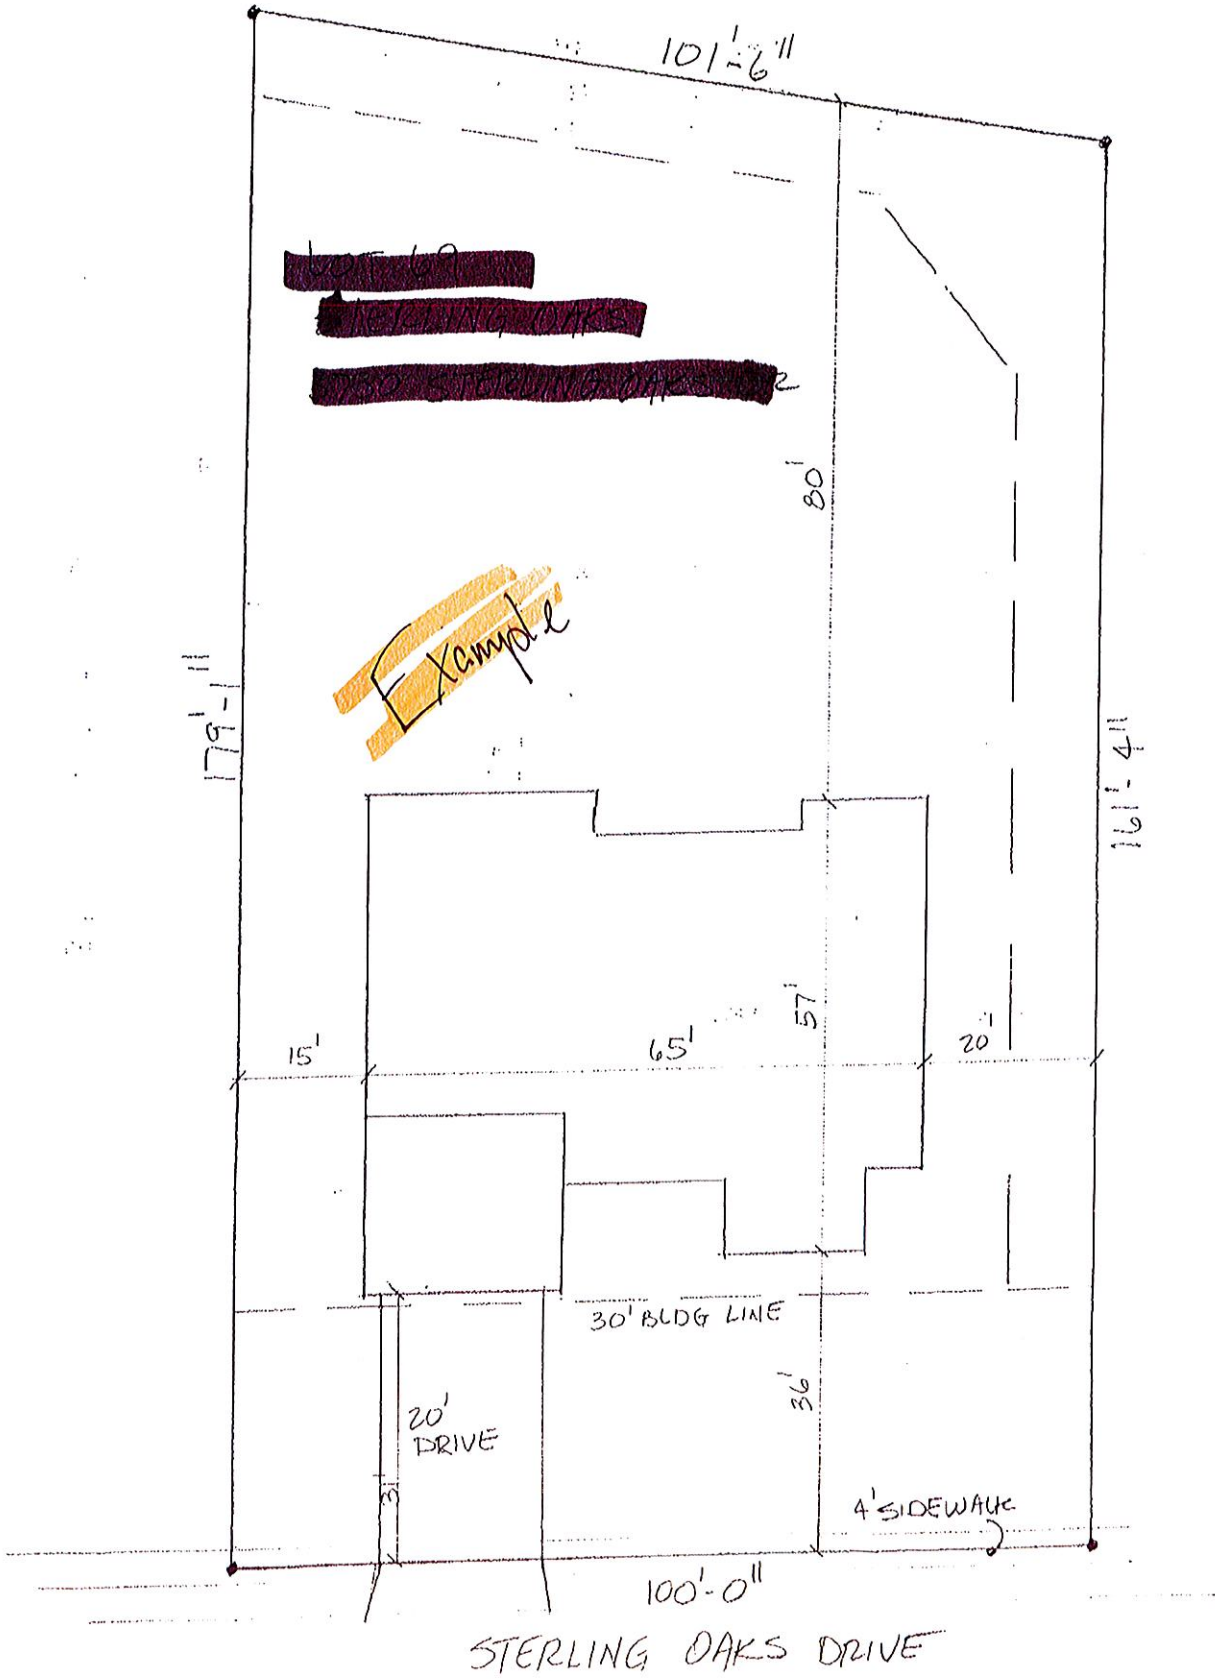 101'-6"
80'
Example
179'-1"
161'-4"
57'
15'
65'
20'
30' BLDG LINE
36'
20'
DRIVE
31
4' SIDEWALK
100'-0"
STERLING OAKS DRIVE